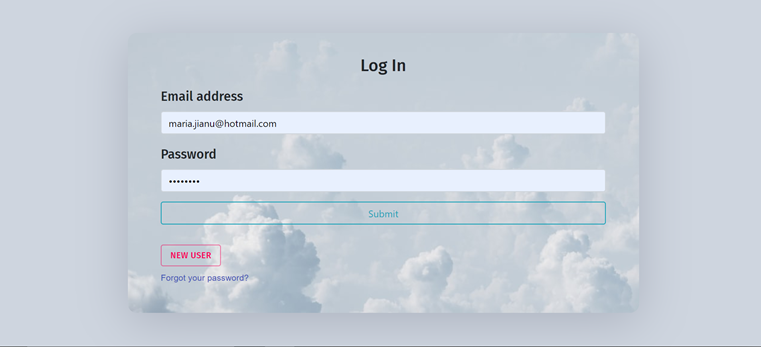 Log In
Email address
maria.jianu@hotmail.com
Password
••••••••
Submit
NEW USER
Forgot your password?